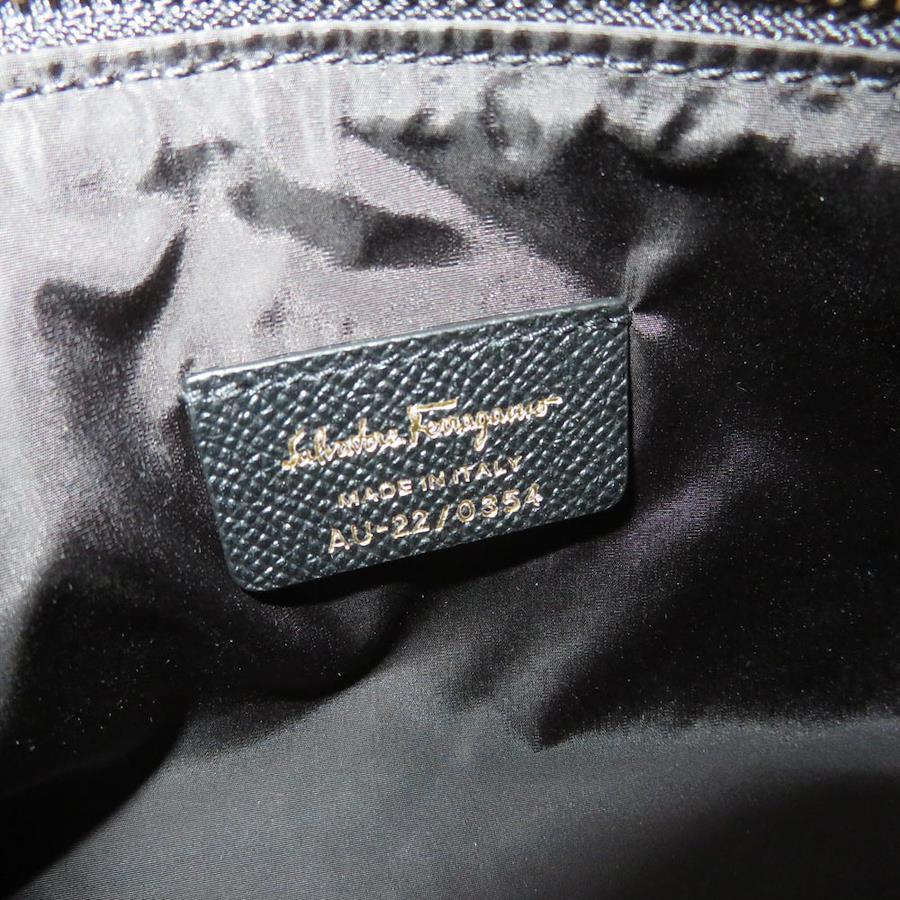 Salvatore Ferragamo
MADE IN ITALY
AU-22/0354